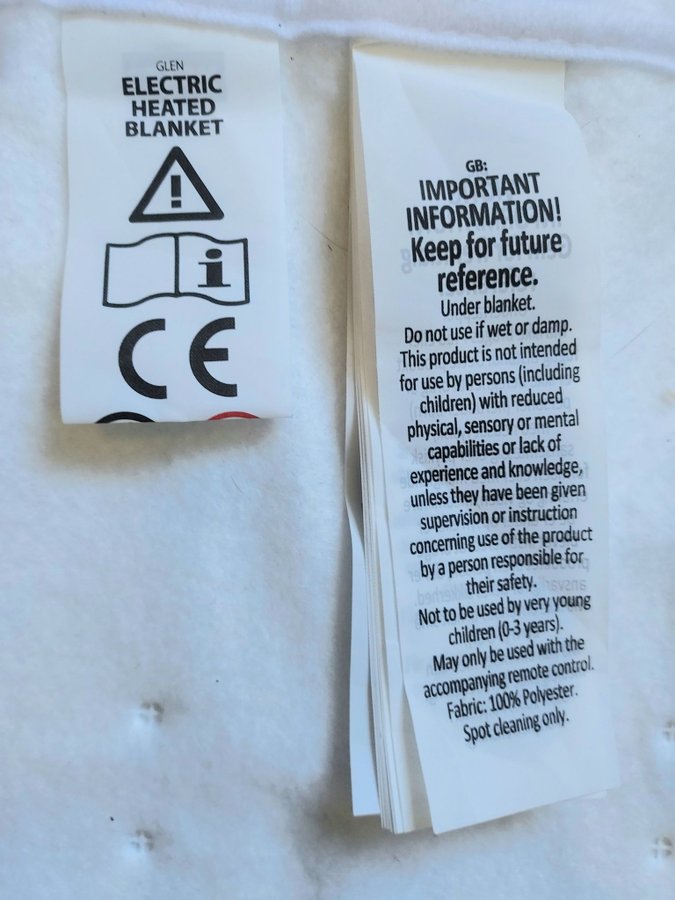 GLEN
ELECTRIC
HEATED
BLANKET
CE
GB:
IMPORTANT
INFORMATION!
Keep for future
reference.
Under blanket.
Do not use if wet or damp.
This product is not intended
for use by persons (including
children) with reduced
physical, sensory or mental
capabilities or lack of
experience and knowledge,
unless they have been given
supervision or instruction
concerning use of the product
by a person responsible for
their safety.
Not to be used by very young
children (0-3 years).
May only be used with the
accompanying remote control.
Fabric: 100% Polyester.
Spot cleaning only.